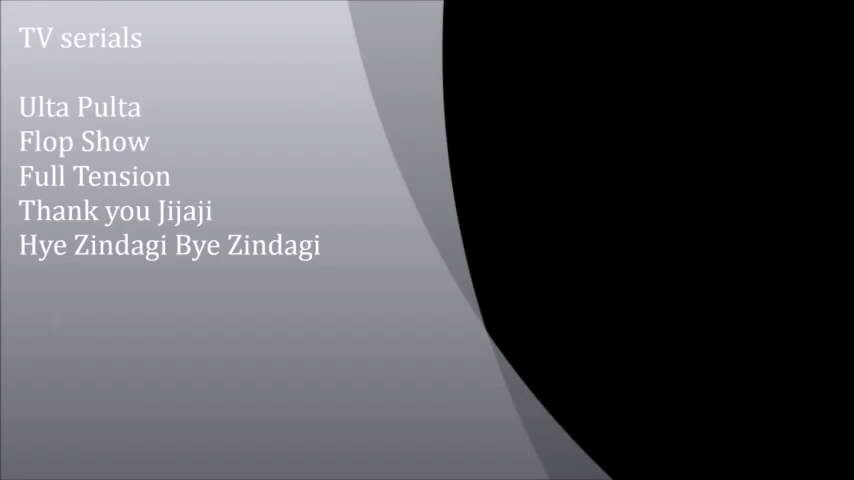 TV serials
Ulta Pulta
Flop Show
Full Tension
Thank you Jijaji
Hye Zindagi Bye Zindagi